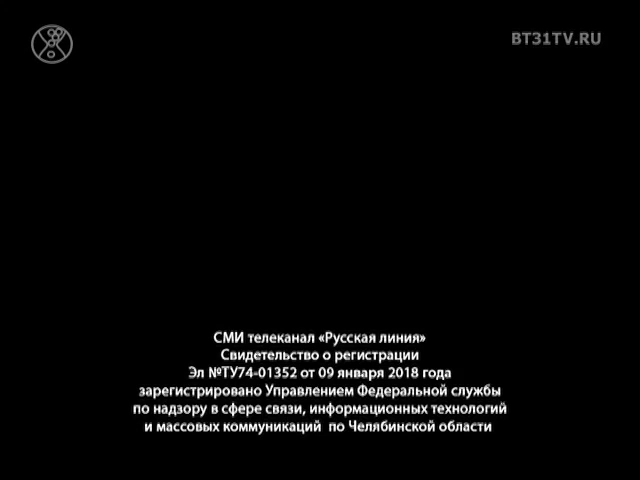 BT31TV.RU
СМИ телеканал «Русская линия»
Свидетельство о регистрации
Эл №ТУ74-01352 от 09 января 2018 года
зарегистрировано Управлением Федеральной службы
по надзору в сфере связи, информационных технологий
и массовых коммуникаций по Челябинской области